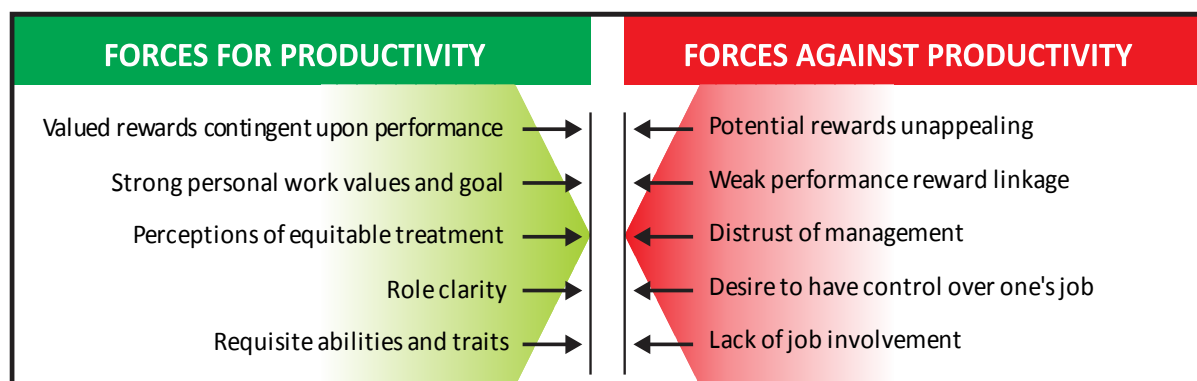 FORCES FOR PRODUCTIVITY
Valued rewards contingent upon performance
Strong personal work values and goal
Perceptions of equitable treatment
Role clarity
Requisite abilities and traits
FORCES AGAINST PRODUCTIVITY
Potential rewards unappealing
Weak performance reward linkage
Distrust of management
Desire to have control over one's job
Lack of job involvement